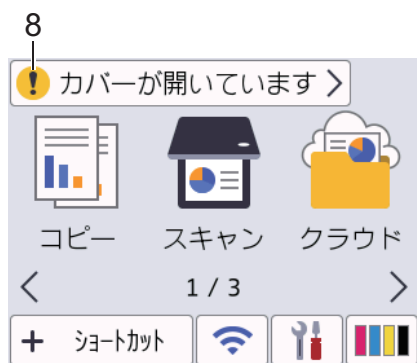 8
カバーが開いています
コピー スキャン クラウド
1 / 3
+ ショートカット